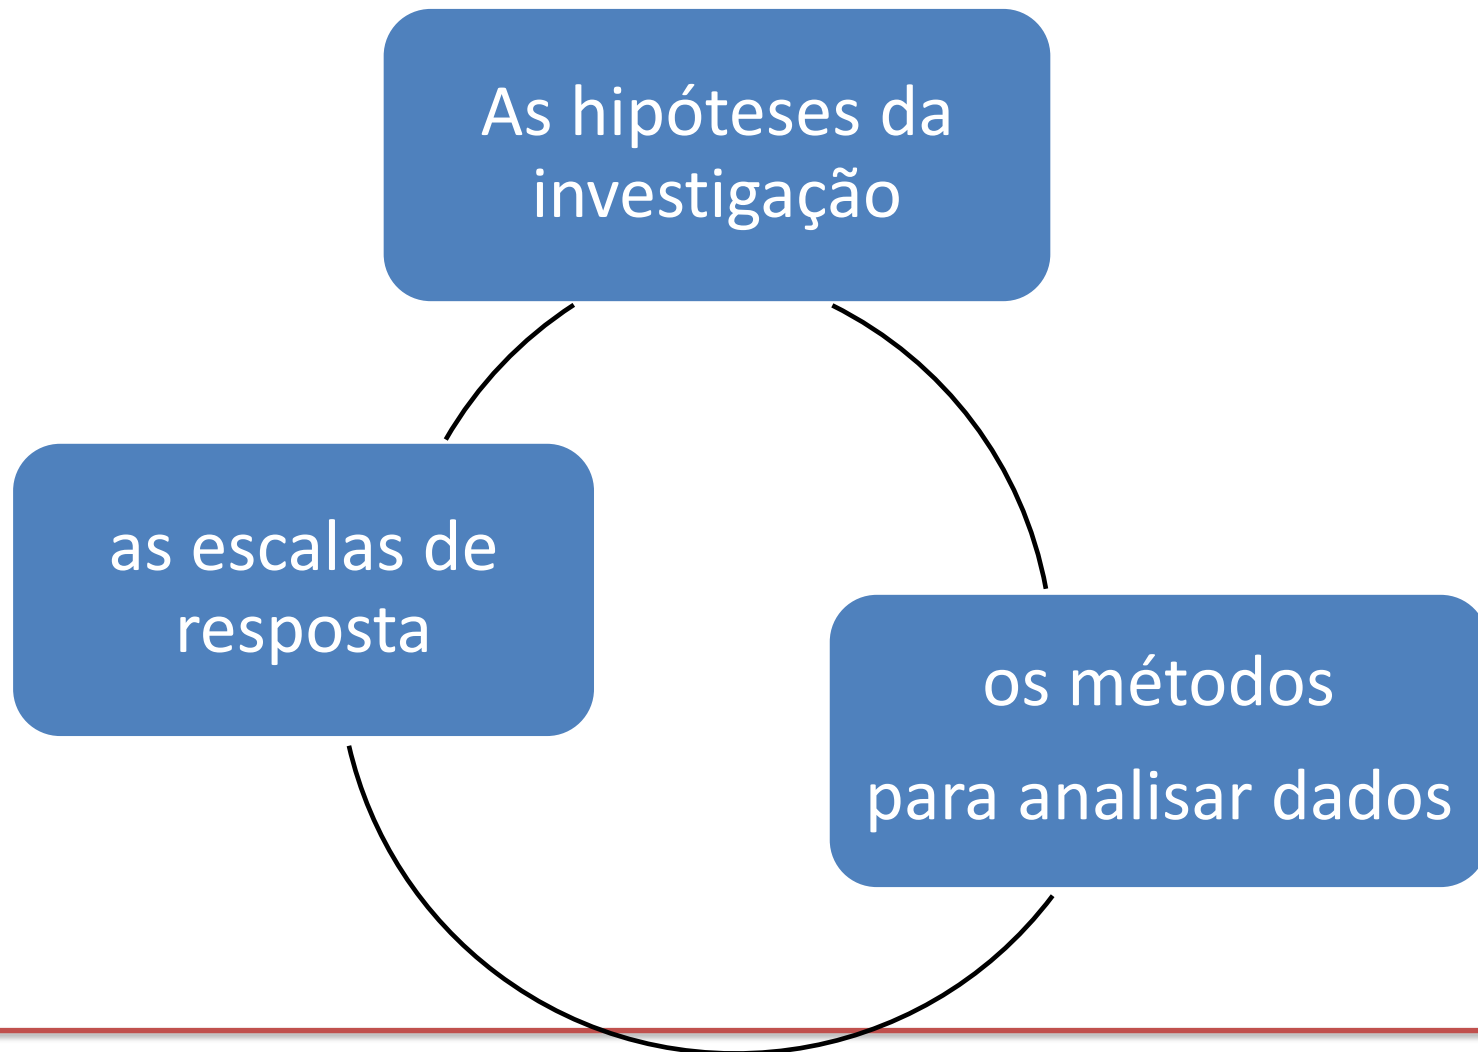 As hipóteses da
investigação
as escalas de
resposta
os métodos
para analisar dados